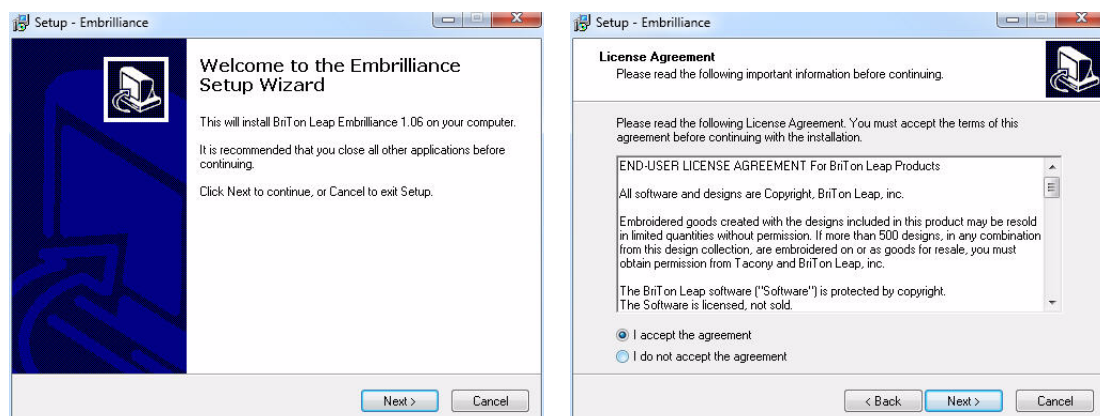 Setup - Embrilliance
Welcome to the Embrilliance
Setup Wizard
This will install BriTon Leap Embrilliance 1.06 on your computer.
It is recommended that you close all other applications before
continuing.
Click Next to continue, or Cancel to exit Setup.
Next >
Cancel
Setup - Embrilliance
License Agreement
Please read the following important information before continuing.
Please read the following License Agreement. You must accept the terms of this
agreement before continuing with the installation.
END-USER LICENSE AGREEMENT For BriTon Leap Products
All software and designs are Copyright, BriTon Leap, inc.
Embroidered goods created with the designs included in this product may be resold
in limited quantities without permission. If more than 500 designs, in any combination
from this design collection, are embroidered on or as goods for resale, you must
obtain permission from Tacony and BriTon Leap, inc.
The BriTon Leap software ("Software") is protected by copyright.
The Software is licensed, not sold.
I accept the agreement
I do not accept the agreement
< Back
Next >
Cancel